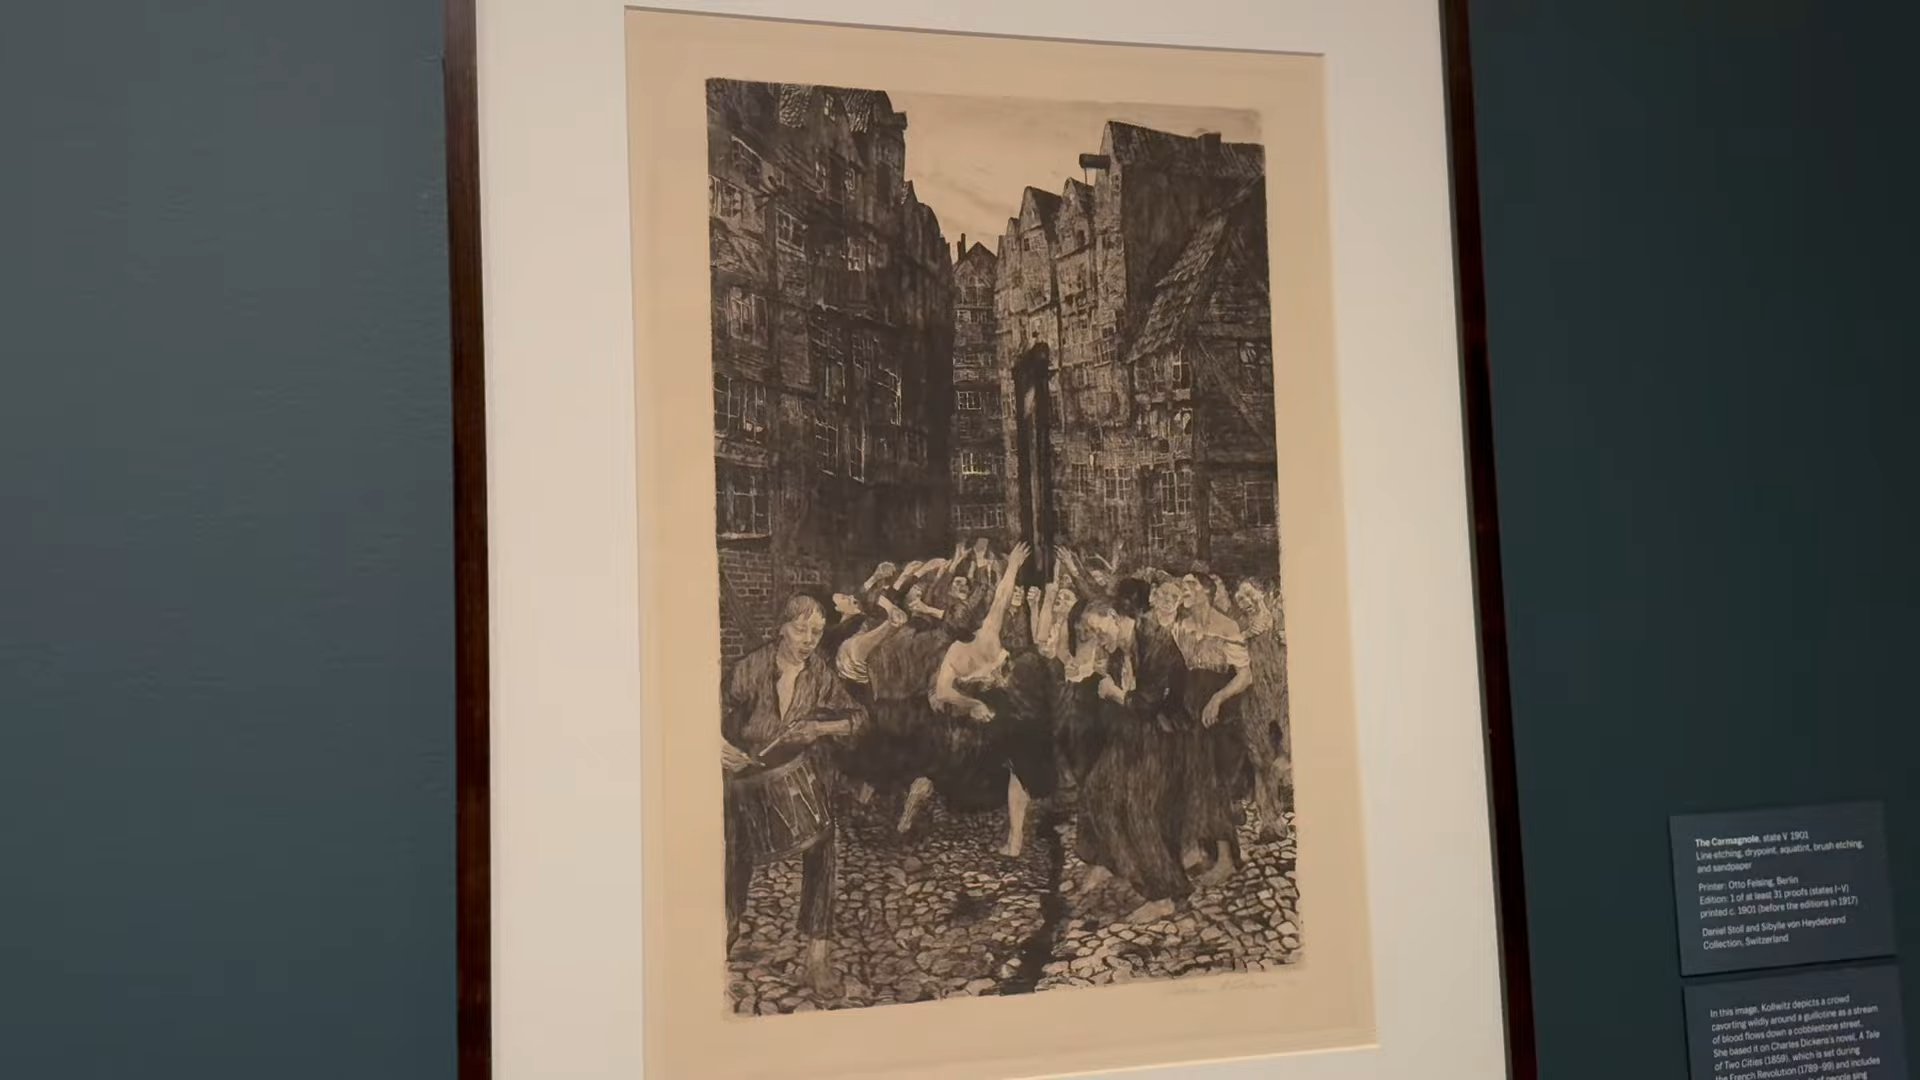 The Carmagnole, state V 1901
Line etching, drypoint, aquatint, brush etching,
and sandpaper
Printer: Otto Felsing, Berlin
Edition: 1 of at least 31 proofs (states I–V)
printed c. 1901 (before the editions in 1917)
Daniel Stoll and Sibylle von Heydebrand
Collection, Switzerland
In this image, Kollwitz depicts a crowd
cavorting wildly around a guillotine as a stream
of blood flows down a cobblestone street.
She based it on Charles Dickens's novel, A Tale
of Two Cities (1859), which is set during
the French Revolution (1789–99) and includes
of people sing